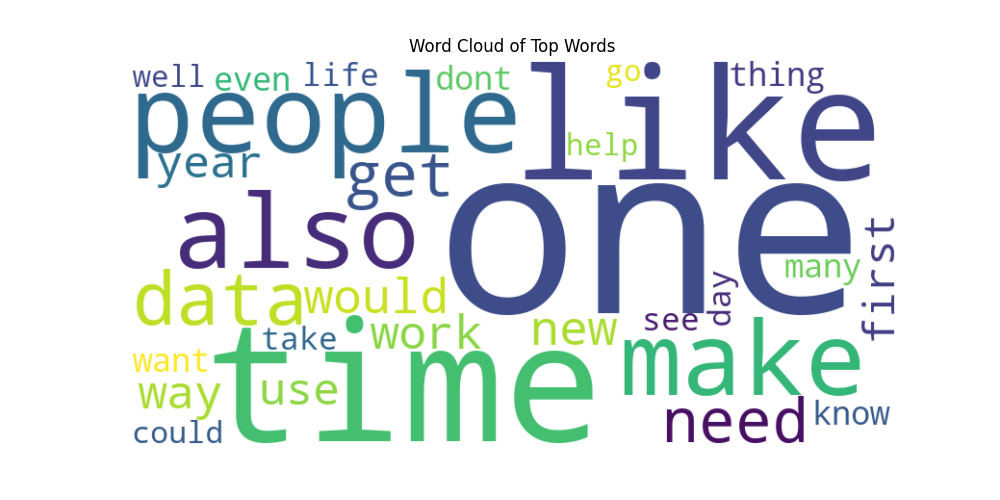 Word Cloud of Top Words
well even life dont go thing
people like
help
year get
one
also
first
many
data would day
work new see
time make
take
want
way use
need know
could